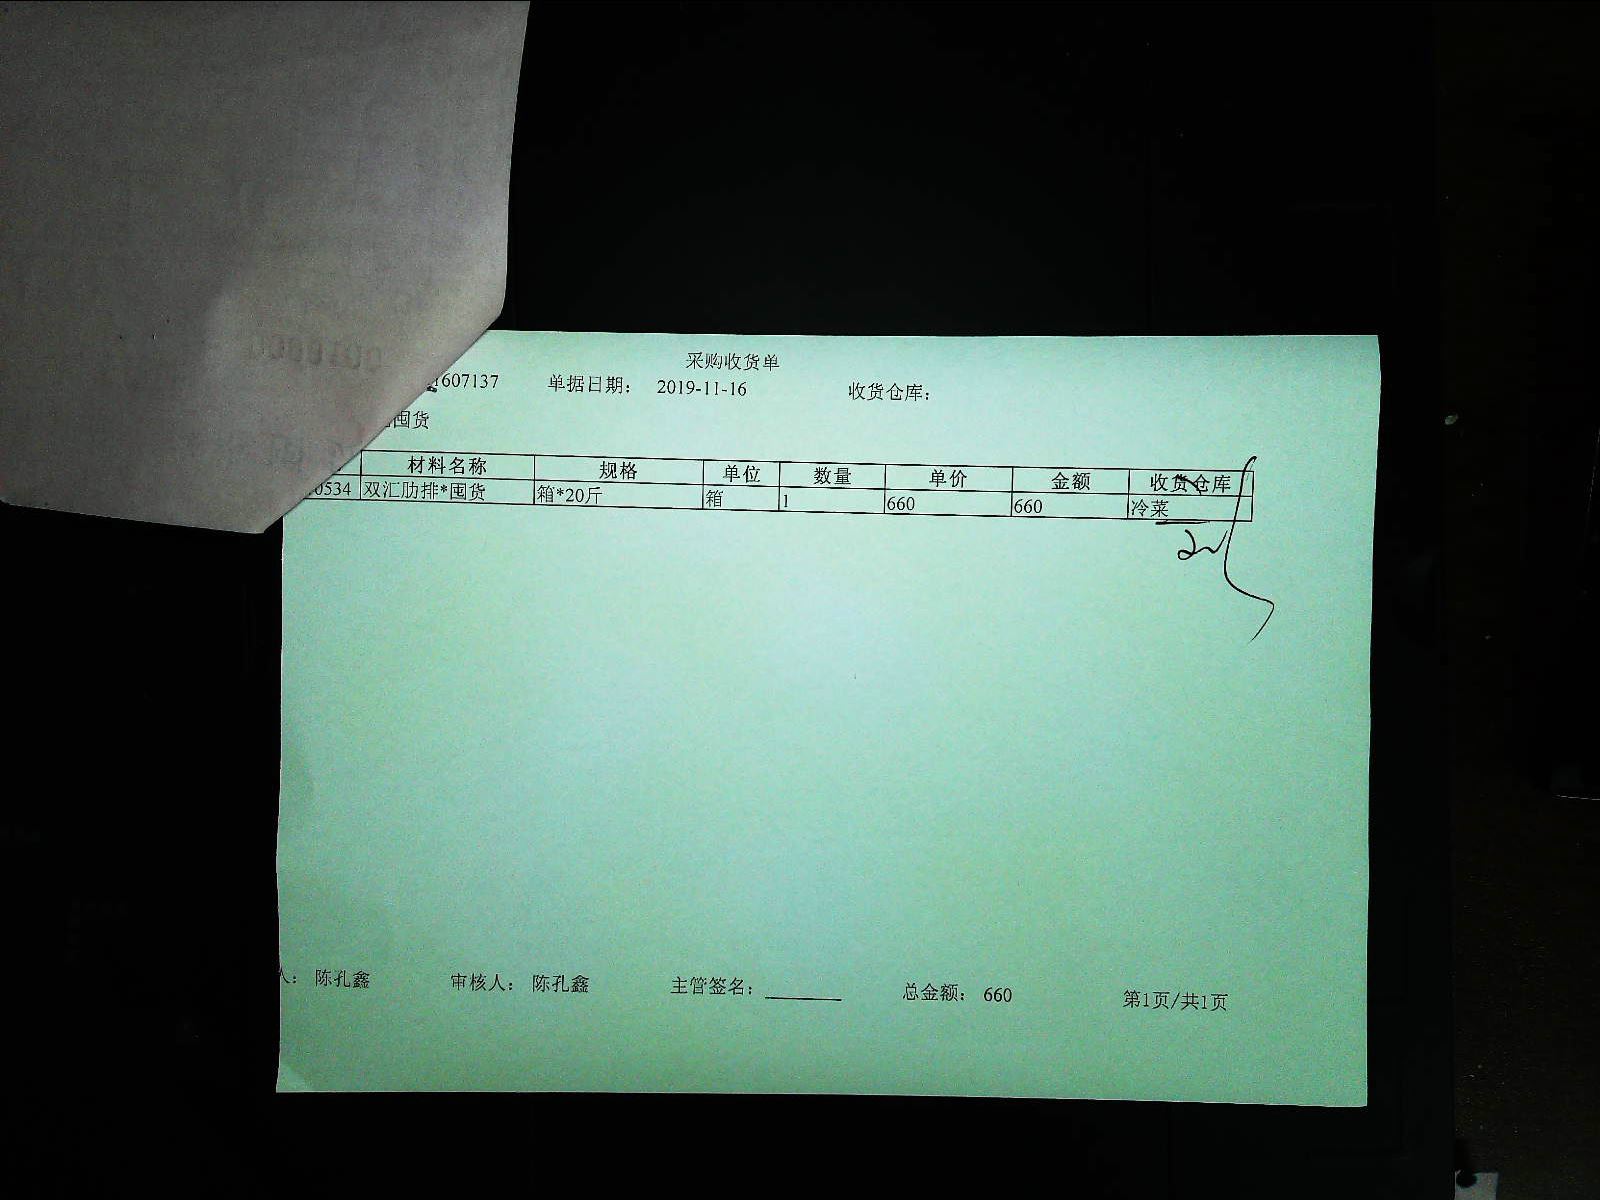 采购收货单
1607137 单据日期： 2019-11-16 收货仓库：
囤货
材料名称 规格 单位 数量 单价 金额 收货仓库
0534 双汇肋排*囤货 箱*20斤 箱 1 660 660 冷菜
人： 陈孔鑫 审核人： 陈孔鑫 主管签名： 总金额： 660 第1页/共1页